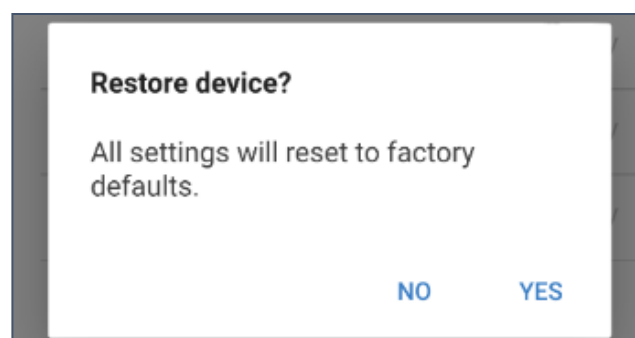 Restore device?
All settings will reset to factory
defaults.
NO YES